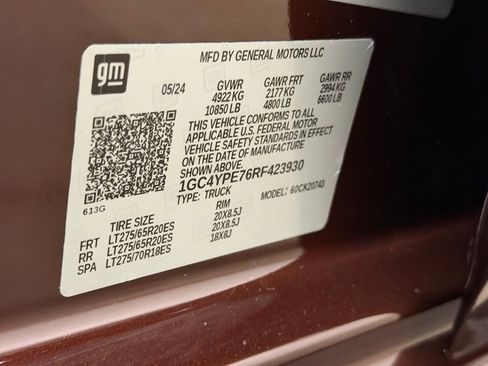 gm
MFD BY GENERAL MOTORS LLC
05/24 GVWR GAWR FRT GAWR RR
4922 KG 2177 KG 2994 KG
10850 LB 4800 LB 6600 LB
THIS VEHICLE CONFORMS TO ALL
APPLICABLE U.S. FEDERAL MOTOR
VEHICLE SAFETY STANDARDS IN EFFECT
ON THE DATE OF MANUFACTURE
1GC4YPE76RF423930
TYPE: TRUCK MODEL: 60CK20743
613G
TIRE SIZE RIM
FRT LT275/65R20ES 20X8.5J
RR LT275/65R20ES 20X8.5J
SPA LT275/70R18ES 18X8J